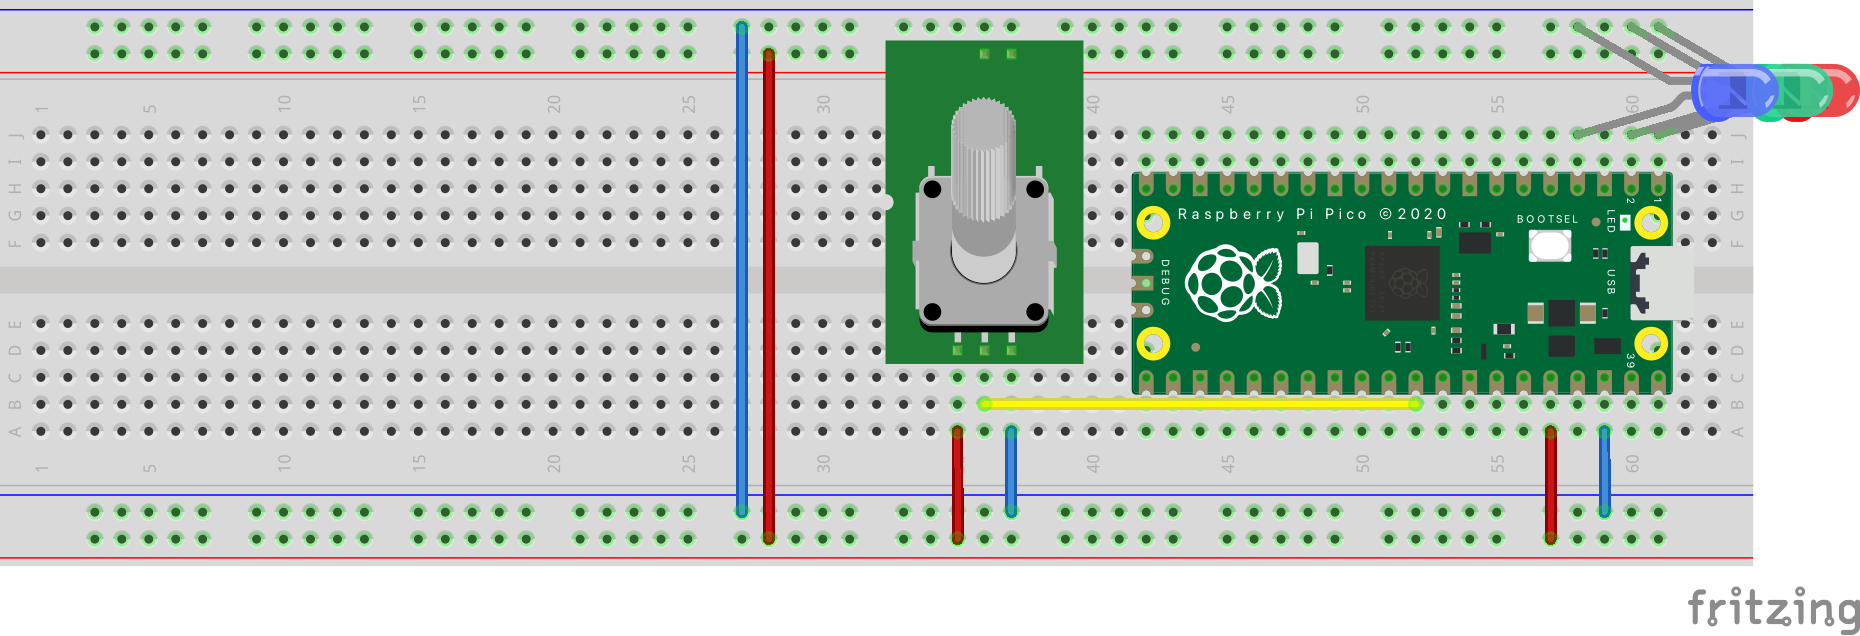 1 5 10 15 20 25 30 40 45 50 55 60
J J
I I
H H
G G
F F
Raspberry Pi Pico ©2020
BOOTSEL
LED
2
1
DEBUG
USB
39
E E
D D
C C
B B
A A
1 5 10 15 20 25 30 40 45 50 55 60
fritzing